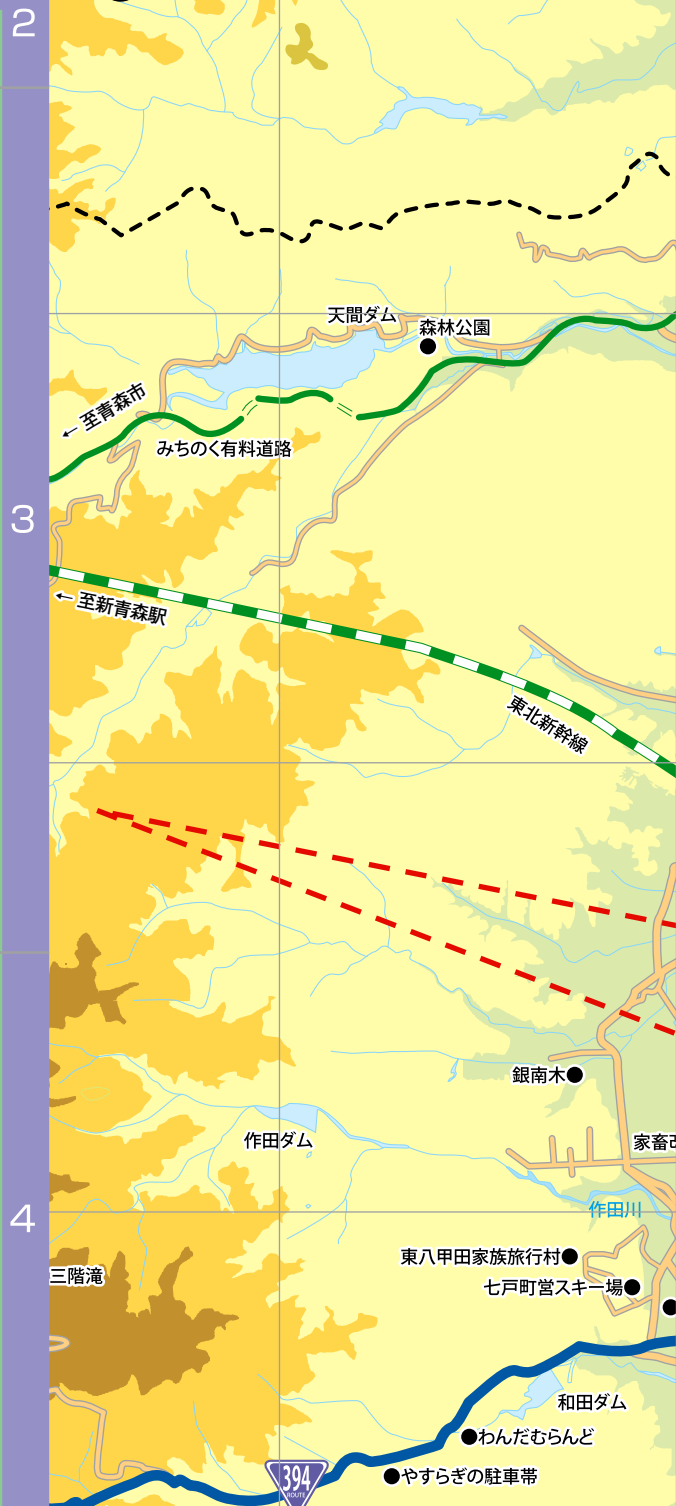 2
天間ダム
森林公園
←至青森市
みちのく有料道路
3
←至新青森駅
東北新幹線
銀南木
作田ダム
家畜改
作田川
4
東八甲田家族旅行村
三階滝
七戸町営スキー場
和田ダム
わんだむらんど
394
ROUTE
やすらぎの駐車帯